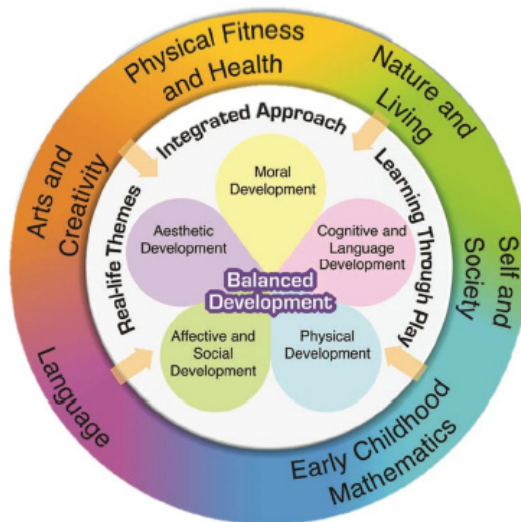 Physical Fitness
and Health
Nature and
Living
Self and
Society
Early Childhood
Mathematics
Language
Arts and
Creativity
Integrated Approach
Learning Through Play
Real-life Themes
Moral
Development
Cognitive and
Language
Development
Physical
Development
Affective and
Social
Development
Aesthetic
Development
Balanced
Development